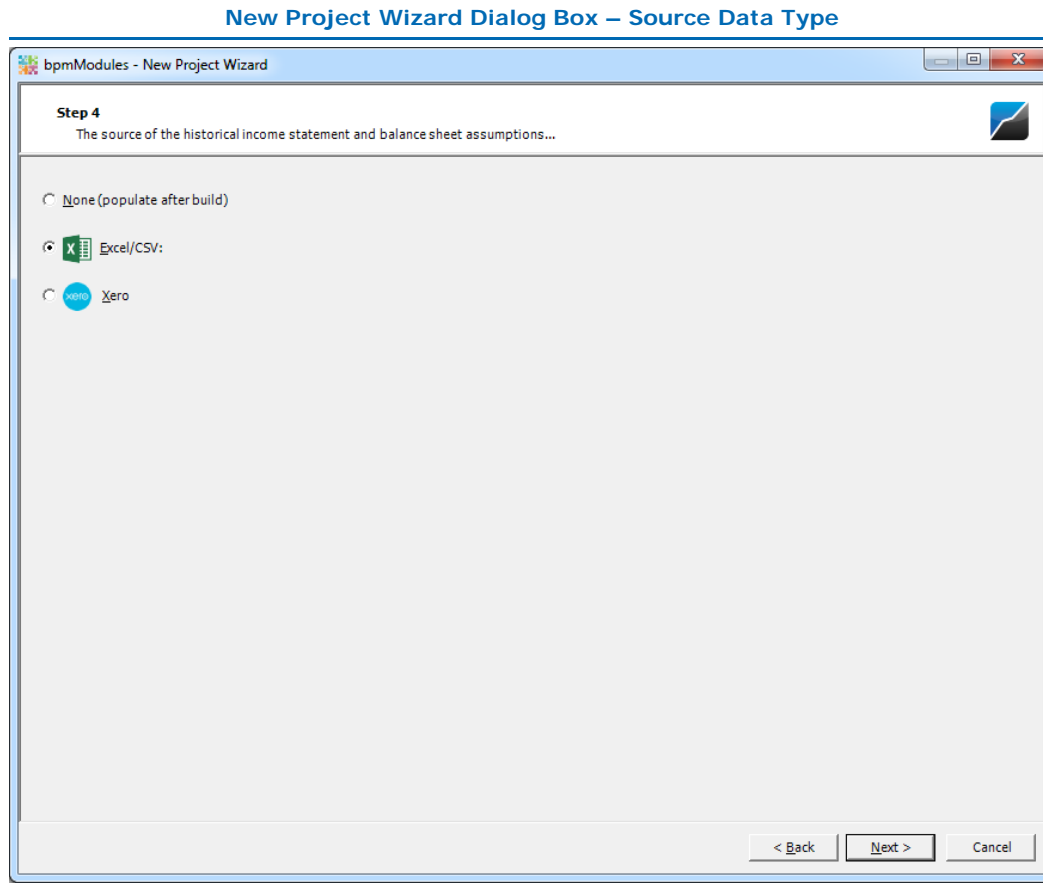 New Project Wizard Dialog Box – Source Data Type
bpmModules - New Project Wizard
Step 4
The source of the historical income statement and balance sheet assumptions...
None (populate after build)
X Excel/CSV:
xero Xero
< Back Next > Cancel